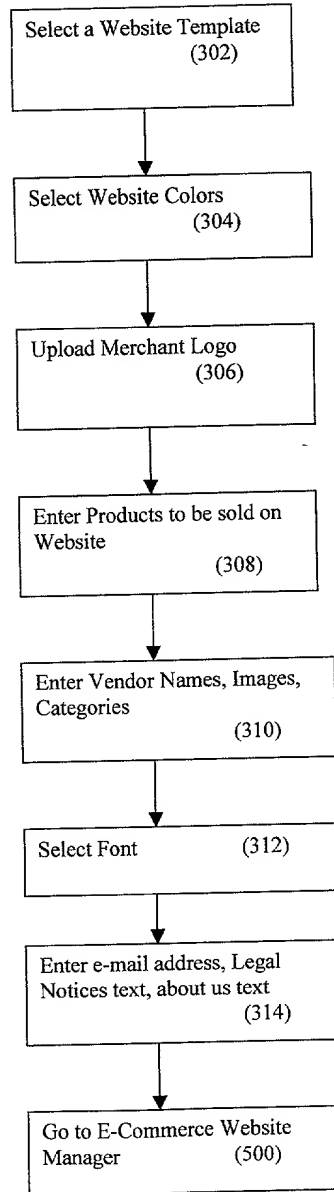 Select a Website Template
(302)
Select Website Colors
(304)
Upload Merchant Logo
(306)
Enter Products to be sold on
Website
(308)
Enter Vendor Names, Images,
Categories
(310)
Select Font (312)
Enter e-mail address, Legal
Notices text, about us text
(314)
Go to E-Commerce Website
Manager (500)